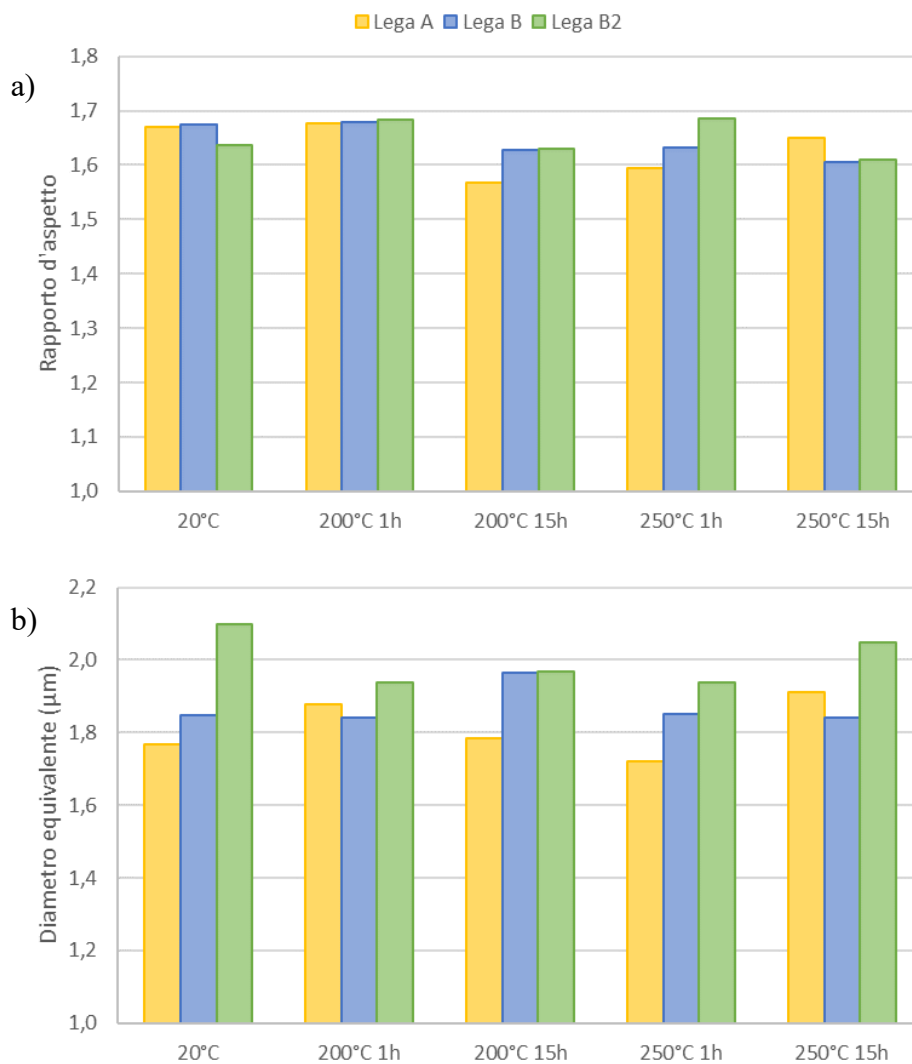 Lega A Lega B Lega B2
a)
Rapporto d'aspetto
1,8
1,7
1,6
1,5
1,4
1,3
1,2
1,1
1,0
20°C 200°C 1h 200°C 15h 250°C 1h 250°C 15h
b)
Diametro equivalente (µm)
2,2
2,0
1,8
1,6
1,4
1,2
1,0
20°C 200°C 1h 200°C 15h 250°C 1h 250°C 15h